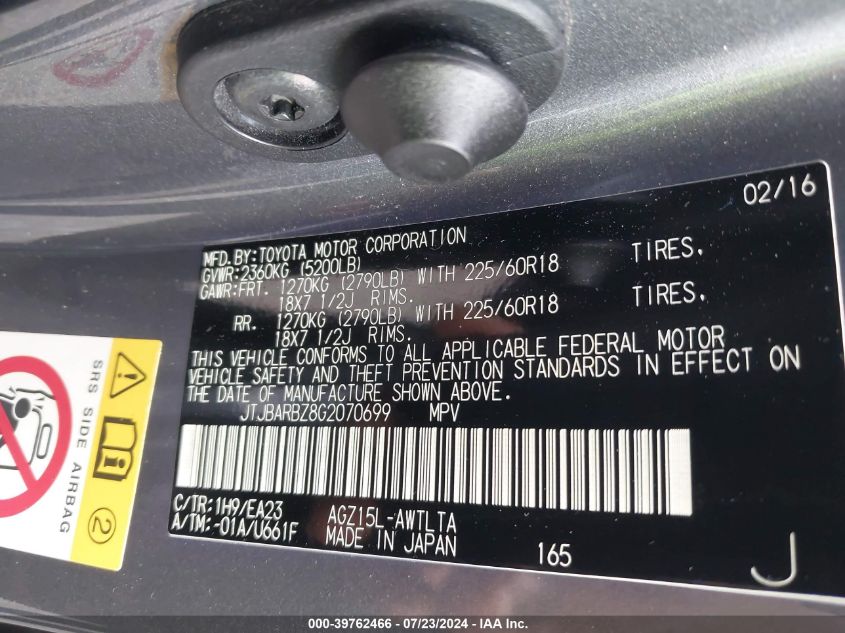 02/16
MFD.BY:TOYOTA MOTOR CORPORATION
GVWR:2360KG (5200LB)
GAWR:FRT. 1270KG (2790LB) WITH 225/60R18 TIRES,
18X7 1/2J RIMS.
RR. 1270KG (2790LB) WITH 225/60R18 TIRES,
18X7 1/2J RIMS.
THIS VEHICLE CONFORMS TO ALL APPLICABLE FEDERAL MOTOR
VEHICLE SAFETY AND THEFT PREVENTION STANDARDS IN EFFECT ON
THE DATE OF MANUFACTURE SHOWN ABOVE.
JTJBARBZ8G2070699 MPV
C/TR:1H9/EA23 AGZ15L-AWTLTA
A/TM:-01A/U661F MADE IN JAPAN 165
J
SRS SIDE AIRBAG
2
000-39762466 / 07/23/2024 - IAA Inc.